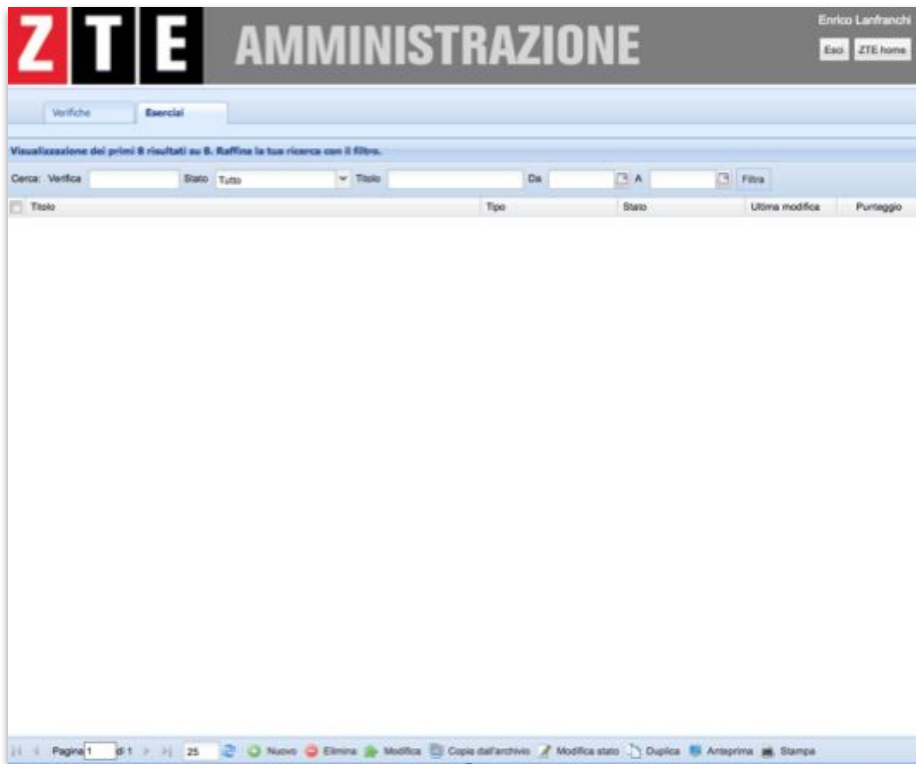 ZTE AMMINISTRAZIONE
Enrico Lanfranchi
Esci ZTE home
Verifiche Esercizi
Visualizzazione dei primi 8 risultati su 8. Raffina la tua ricerca con il filtro.
Cerca: Verifica Stato Tutto Titolo Da A Filtra
Titolo Tipo Stato Ultima modifica Punteggio
Pagina 1 di 1 25 Nuovo Elimina Modifica Copia dall'archivio Modifica stato Duplica Anteprima Stampa